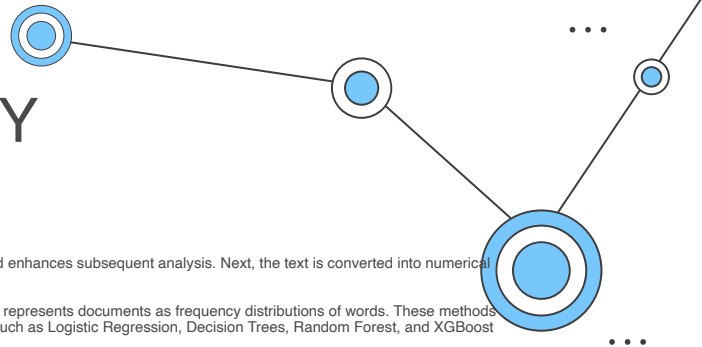 Y
d enhances subsequent analysis. Next, the text is converted into numerical
represents documents as frequency distributions of words. These methods
uch as Logistic Regression, Decision Trees, Random Forest, and XGBoost